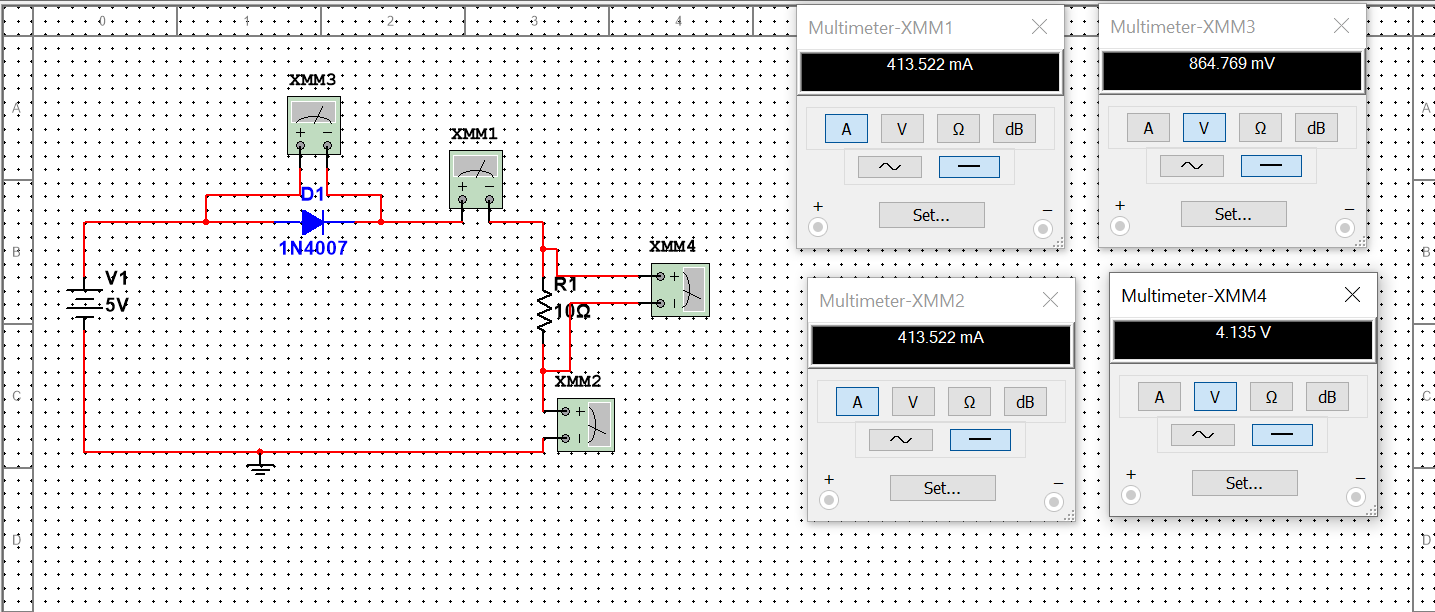 0 1 2 3 4
A A
B B
C C
D D
XMM3
+ −
XMM1
+ −
D1
1N4007
V1
5V
XMM4
+
−
R1
10Ω
XMM2
+
−
Multimeter-XMM1
413.522 mA
A V Ω dB
Set...
+ −
Multimeter-XMM3
864.769 mV
A V Ω dB
Set...
+ −
Multimeter-XMM2
413.522 mA
A V Ω dB
Set...
+ −
Multimeter-XMM4
4.135 V
A V Ω dB
Set...
+ −